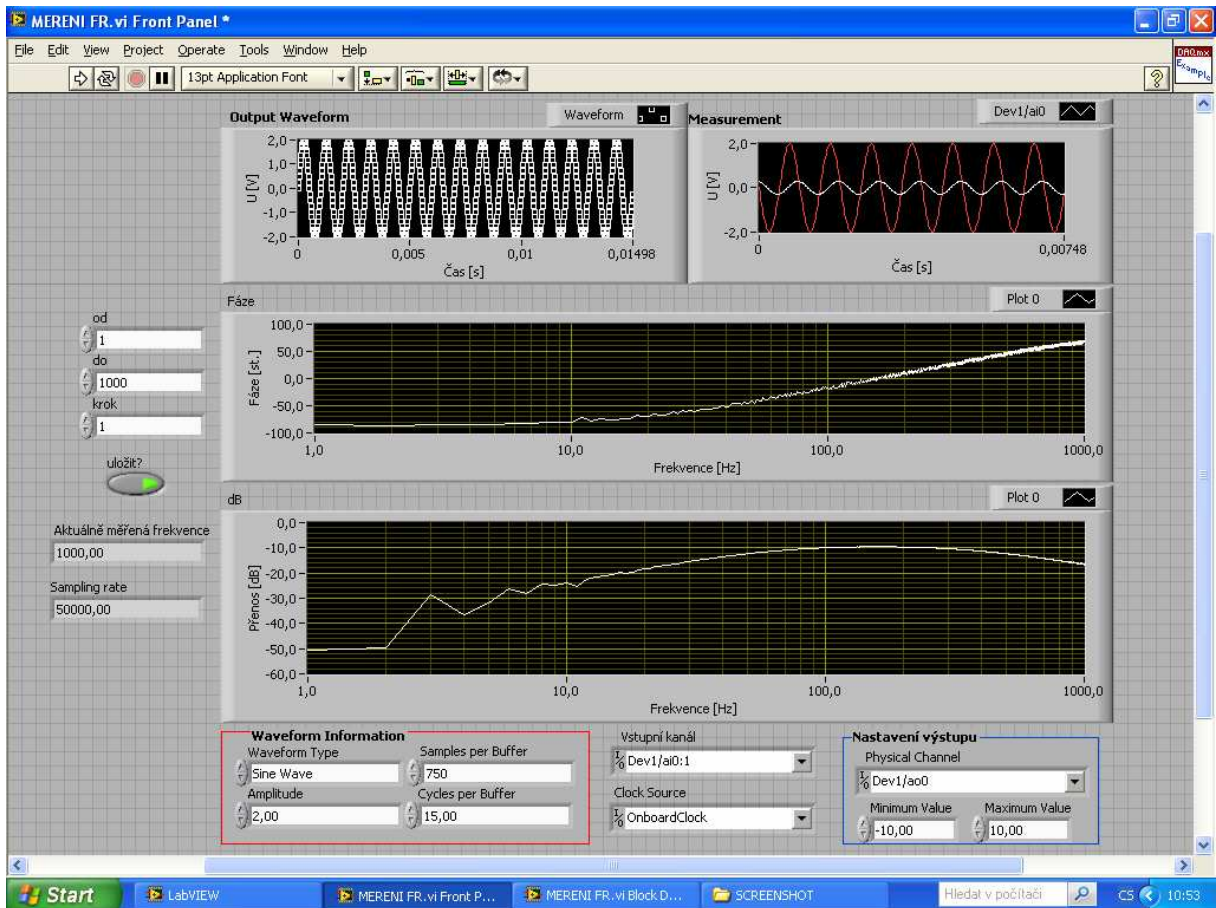 MERENI FR.vi Front Panel *
File Edit View Project Operate Tools Window Help
13pt Application Font
DAQmx
Example
Output Waveform
Waveform
2,0
1,0
0,0
-1,0
-2,0
U [V]
0 0,005 0,01 0,01498
Čas [s]
Measurement
Dev1/ai0
2,0
0,0
-2,0
U [V]
0 0,00748
Čas [s]
od
1
do
1000
krok
1
uložit?
Aktuálně měřená frekvence
1000,00
Sampling rate
50000,00
Fáze
Plot 0
100,0
50,0
0,0
-50,0
-100,0
Fáze [st.]
1,0 10,0 100,0 1000,0
Frekvence [Hz]
dB
Plot 0
0,0
-10,0
-20,0
-30,0
-40,0
-50,0
-60,0
Přenos [dB]
1,0 10,0 100,0 1000,0
Frekvence [Hz]
Waveform Information
Waveform Type
Sine Wave
Samples per Buffer
750
Amplitude
2,00
Cycles per Buffer
15,00
Vstupní kanál
Dev1/ai0:1
Clock Source
OnboardClock
Nastavení výstupu
Physical Channel
Dev1/ao0
Minimum Value
-10,00
Maximum Value
10,00
Start
LabVIEW
MERENI FR.vi Front P...
MERENI FR.vi Block D...
SCREENSHOT
Hledat v počítači
CS
10:53